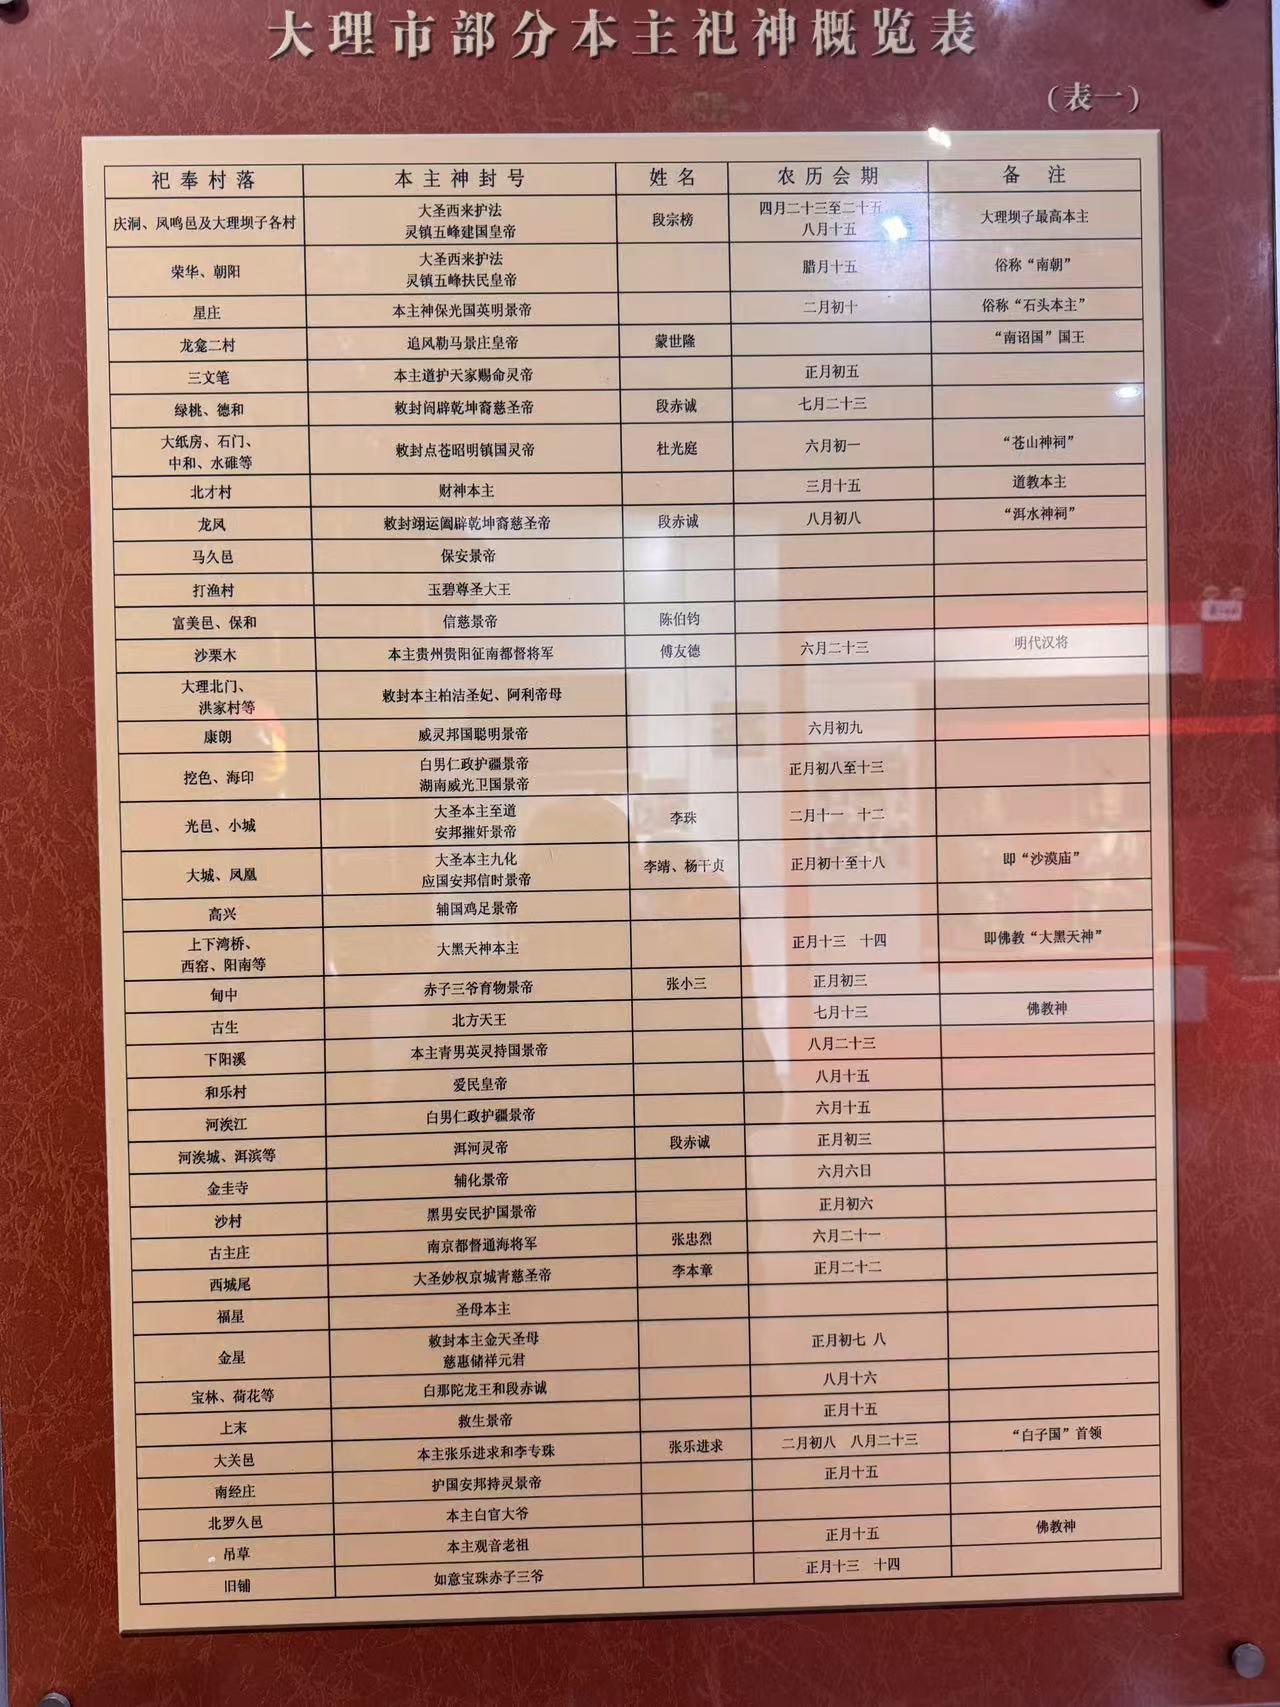 大理市部分本主祀神概览表
（表一）
祀奉村落 本主神封号 姓名 农历会期 备 注
庆洞、凤鸣邑及大理坝子各村 大圣西来护法 灵镇五峰建国皇帝 段宗榜 四月二十三至二十五 八月十五 大理坝子最高本主
荣华、朝阳 大圣西来护法 灵镇五峰扶民皇帝 腊月十五 俗称“南朝”
星庄 本主神保光国英明景帝 二月初十 俗称“石头本主”
龙龛二村 追风勒马景庄皇帝 蒙世隆 “南诏国”国王
三文笔 本主道护天家赐命灵帝 正月初五
绿桃、德和 敕封阊辟乾坤裔慈圣帝 段赤诚 七月二十三
大纸房、石门、 中和、水碓等 敕封点苍昭明镇国灵帝 杜光庭 六月初一 “苍山神祠”
北才村 财神本主 三月十五 道教本主
龙凤 敕封翊运阖辟乾坤裔慈圣帝 段赤诚 八月初八 “洱水神祠”
马久邑 保安景帝
打渔村 玉碧尊圣大王
富美邑、保和 信慈景帝 陈伯钧
沙栗木 本主贵州贵阳征南都督将军 傅友德 六月二十三 明代汉将
大理北门、 洪家村等 敕封本主柏洁圣妃、阿利帝母
康朗 威灵邦国聪明景帝 六月初九
挖色、海印 白男仁政护疆景帝 湖南威光卫国景帝 正月初八至十三
光邑、小城 大圣本主至道 安邦摧奸景帝 李珠 二月十一 十二
大城、凤凰 大圣本主九化 应国安邦信时景帝 李靖、杨干贞 正月初十至十八 即“沙漠庙”
高兴 辅国鸡足景帝
上下湾桥、 西窑、阳南等 大黑天神本主 正月十三 十四 即佛教“大黑天神”
甸中 赤子三爷育物景帝 张小三 正月初三
古生 北方天王 七月十三 佛教神
下阳溪 本主青男英灵持国景帝 八月二十三
和乐村 爱民皇帝 八月十五
河涘江 白男仁政护疆景帝 六月十五
河涘城、洱滨等 洱河灵帝 段赤诚 正月初三
金圭寺 辅化景帝 六月六日
沙村 黑男安民护国景帝 正月初六
古主庄 南京都督通海将军 张忠烈 六月二十一
西城尾 大圣妙权京城青慈圣帝 李本章 正月二十二
福星 圣母本主
金星 敕封本主金天圣母 慈惠储祥元君 正月初七 八
宝林、荷花等 白那陀龙王和段赤诚 八月十六
上末 救生景帝 正月十五
大关邑 本主张乐进求和李专珠 张乐进求 二月初八 八月二十三 “白子国”首领
南经庄 护国安邦持灵景帝 正月十五
北罗久邑 本主白官大爷
吊草 本主观音老祖 正月十五 佛教神
旧铺 如意宝珠赤子三爷 正月十三 十四